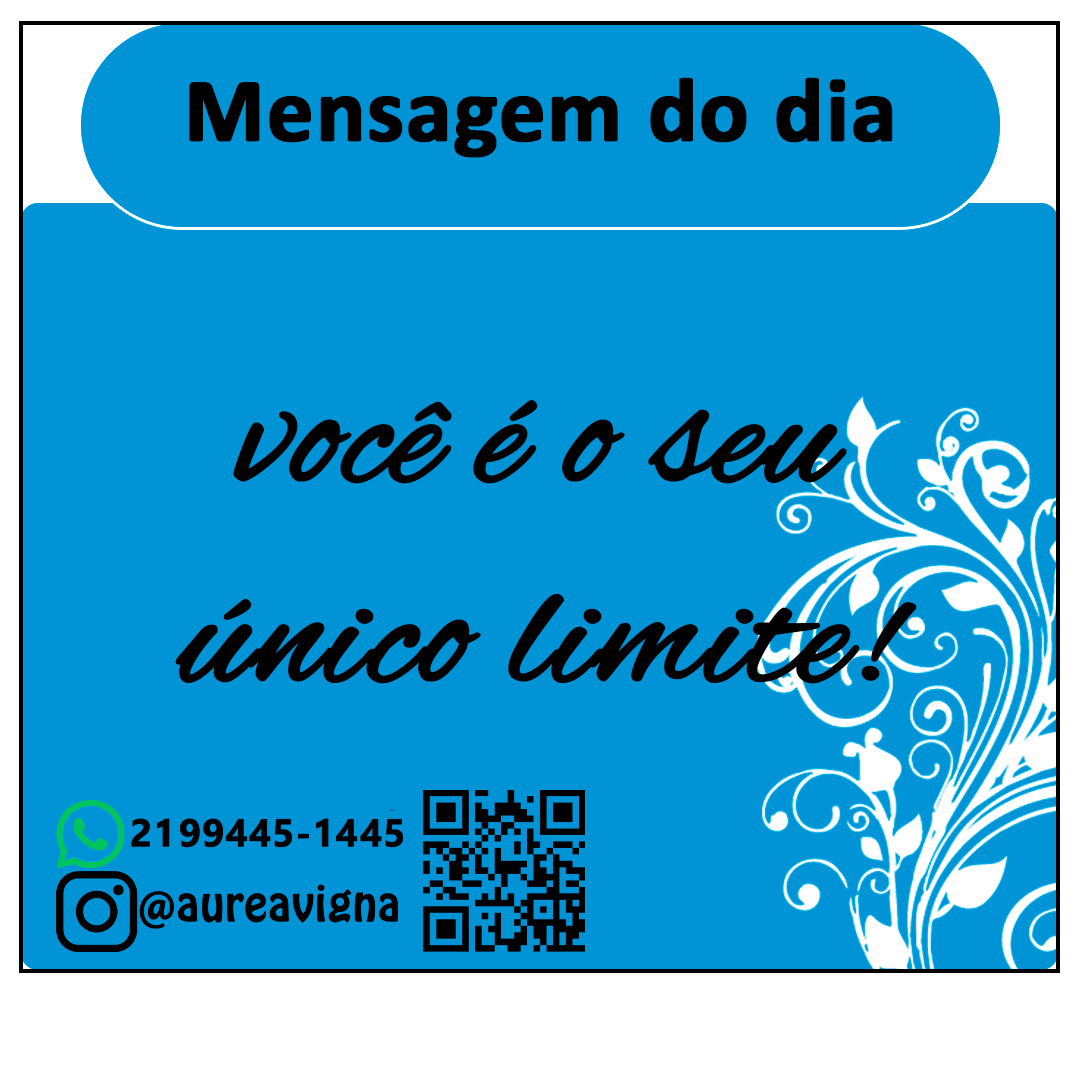 Mensagem do dia
você é o seu
único limite!
2199445-1445
@aureavigna